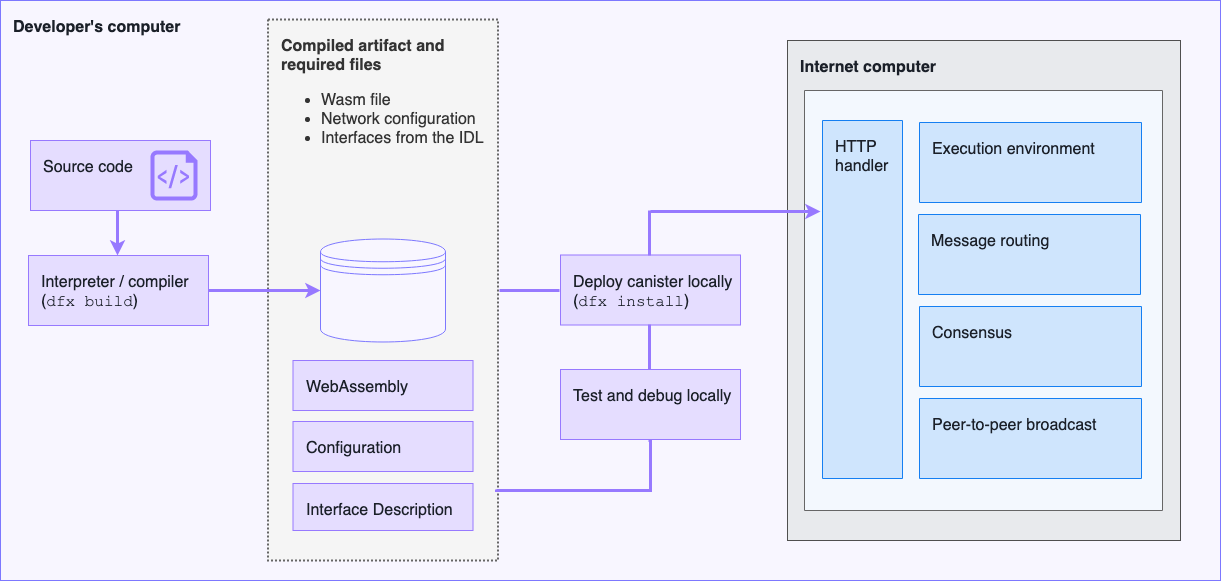 Developer's computer
Compiled artifact and
required files
• Wasm file
• Network configuration
• Interfaces from the IDL
Source code
</>
Interpreter / compiler
(dfx build)
WebAssembly
Configuration
Interface Description
Deploy canister locally
(dfx install)
Test and debug locally
Internet computer
HTTP
handler
Execution environment
Message routing
Consensus
Peer-to-peer broadcast